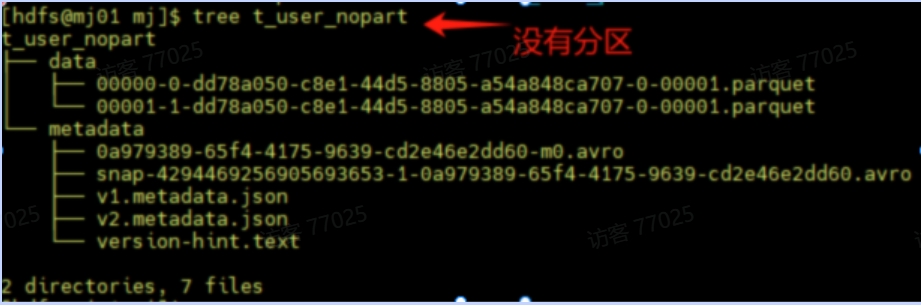 [hdfs@mj01 mj]$ tree t_user_nopart
没有分区
t_user_nopart
├── data
│   ├── 00000-0-dd78a050-c8e1-44d5-8805-a54a848ca707-0-00001.parquet
│   └── 00001-1-dd78a050-c8e1-44d5-8805-a54a848ca707-0-00001.parquet
└── metadata
    ├── 0a979389-65f4-4175-9639-cd2e46e2dd60-m0.avro
    ├── snap-4294469256905693653-1-0a979389-65f4-4175-9639-cd2e46e2dd60.avro
    ├── v1.metadata.json
    ├── v2.metadata.json
    └── version-hint.text
2 directories, 7 files
访客 77025
访客 77025
访客 77025
访客 77025
访客 77025